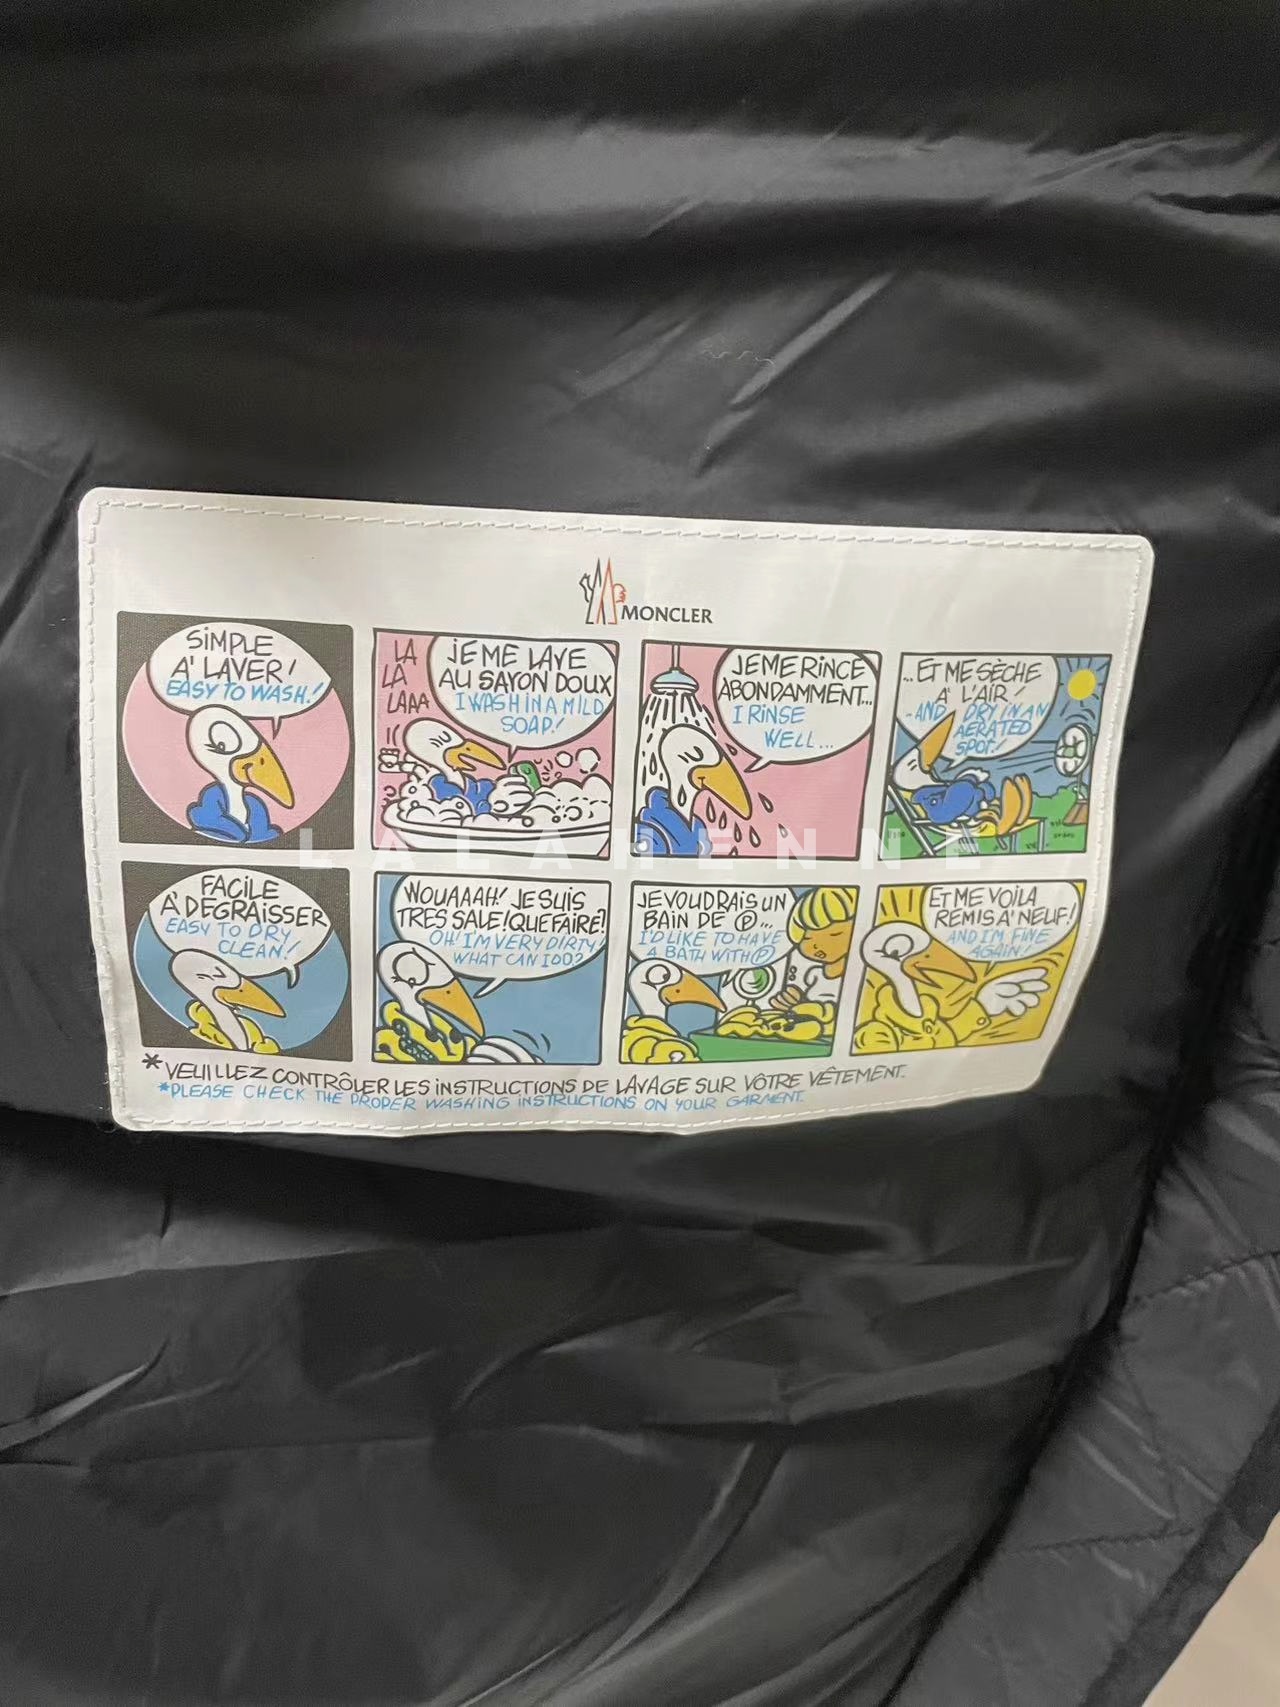 MONCLER
SIMPLE
A' LAVER!
EASY TO WASH!
LA
LA
LAAA
JE ME LAVE
AU SAVON DOUX
I WASH IN A MILD
SOAP!
JE ME RINCE
ABONDAMMENT...
I RINSE
WELL...
...ET ME SÈCHE
A' L'AIR!
-AND DRY IN AN
AERATED
SPOT!
LALAHENN
FACILE
A' DEGRAISSER
EASY TO DRY
CLEAN!
WOUAAAH! JE SUIS
TRES SALE! QUE FAIRE?
OH! I'M VERY DIRTY!
WHAT CAN I DO?
JE VOUDRAIS UN
BAIN DE Ⓟ...
I'D LIKE TO HAVE
A BATH WITH Ⓟ
ET ME VOILA
REMIS A' NEUF!
AND I'M FINE
AGAIN!
*VEUILLEZ CONTRÔLER LES INSTRUCTIONS DE LAVAGE SUR VÔTRE VÊTEMENT.
*PLEASE CHECK THE PROPER WASHING INSTRUCTIONS ON YOUR GARMENT.